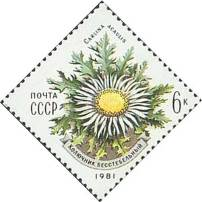 CARLINA ACAULIS
ПОЧТА
СССР
6к
КОЛЮЧНИК БЕССТЕБЕЛЬНЫЙ
1981